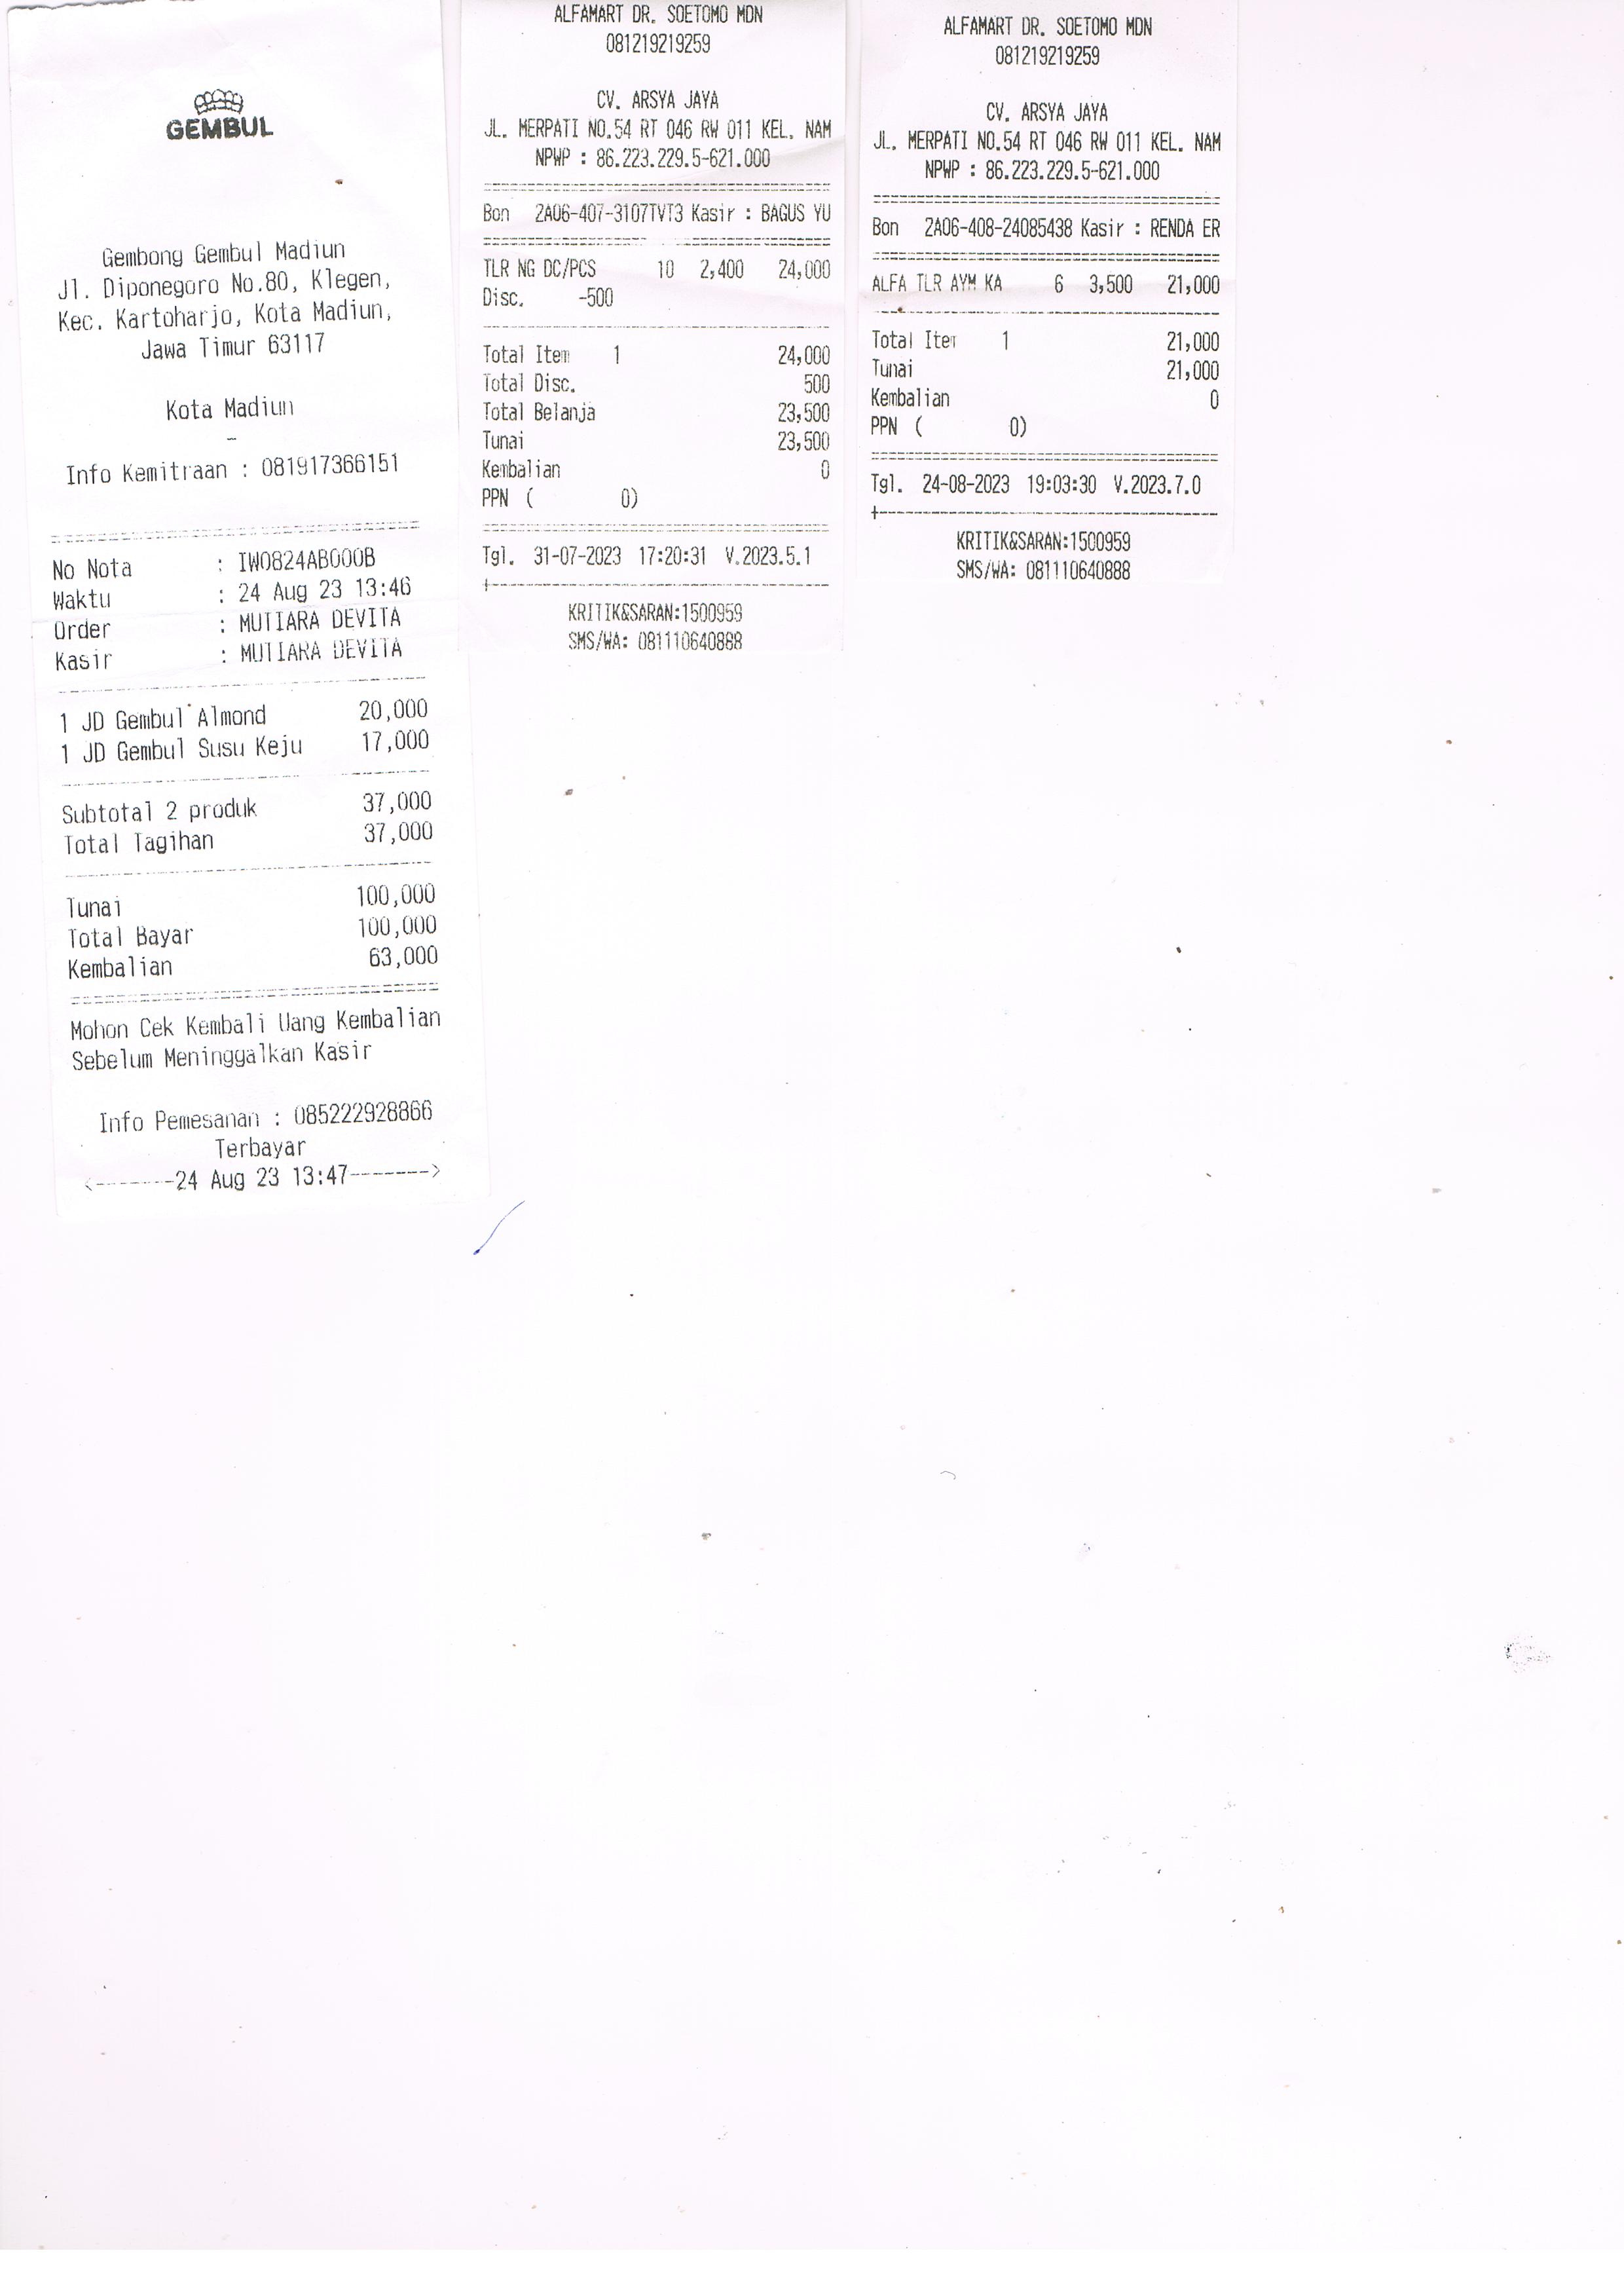 GEMBUL
Gembong Gembul Madiun
Jl. Diponegoro No.80, Klegen,
Kec. Kartoharjo, Kota Madiun,
Jawa Timur 63117
Kota Madiun
-
Info Kemitraan : 081917366151
No Nota : IW0824AB000B
Waktu : 24 Aug 23 13:46
Order : MUTIARA DEVITA
Kasir : MUTIARA DEVITA
1 JD Gembul Almond 20,000
1 JD Gembul Susu Keju 17,000
Subtotal 2 produk 37,000
Total Tagihan 37,000
Tunai 100,000
Total Bayar 100,000
Kembalian 63,000
Mohon Cek Kembali Uang Kembalian
Sebelum Meninggalkan Kasir
Info Pemesanan : 085222928866
Terbayar
<-------24 Aug 23 13:47------->
ALFAMART DR. SOETOMO MDN
081219219259
CV. ARSYA JAYA
JL. MERPATI NO.54 RT 046 RW 011 KEL. NAM
NPWP : 86.223.229.5-621.000
Bon 2A06-407-3107TVT3 Kasir : BAGUS YU
TLR NG DC/PCS 10 2,400 24,000
Disc. -500
Total Item 1 24,000
Total Disc. 500
Total Belanja 23,500
Tunai 23,500
Kembalian 0
PPN ( 0)
Tgl. 31-07-2023 17:20:31 V.2023.5.1
KRITIK&SARAN:1500959
SMS/WA: 081110640888
ALFAMART DR. SOETOMO MDN
081219219259
CV. ARSYA JAYA
JL. MERPATI NO.54 RT 046 RW 011 KEL. NAM
NPWP : 86.223.229.5-621.000
Bon 2A06-408-24085438 Kasir : RENDA ER
ALFA TLR AYM KA 6 3,500 21,000
Total Item 1 21,000
Tunai 21,000
Kembalian 0
PPN ( 0)
Tgl. 24-08-2023 19:03:30 V.2023.7.0
KRITIK&SARAN:1500959
SMS/WA: 081110640888